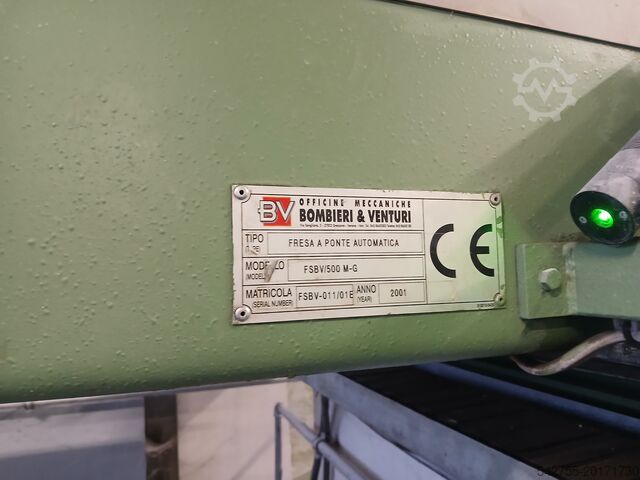 BV OFFICINE MECCANICHE
BOMBIERI & VENTURI
TIPO FRESA A PONTE AUTOMATICA
MODELLO FSBV/500 M-G
(MODEL)
MATRICOLA FSBV-011/01E ANNO 2001
(SERIAL NUMBER) (YEAR)
CE